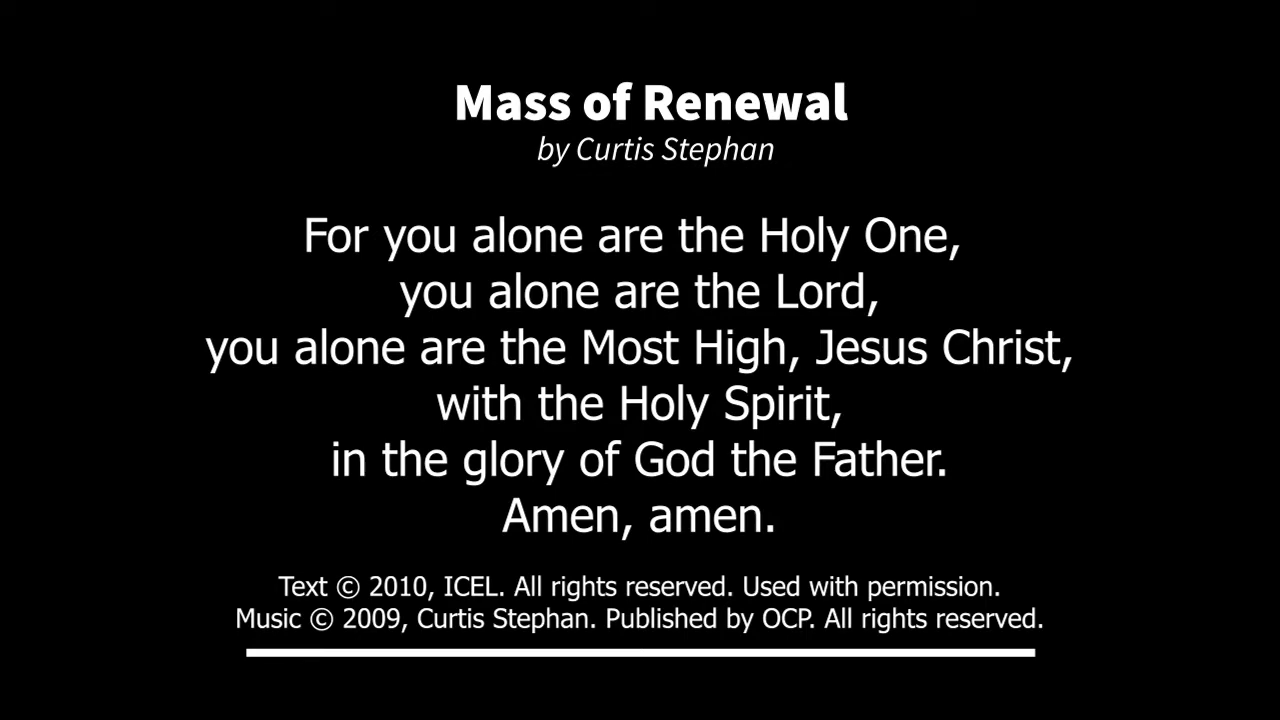 Mass of Renewal
by Curtis Stephan
For you alone are the Holy One,
you alone are the Lord,
you alone are the Most High, Jesus Christ,
with the Holy Spirit,
in the glory of God the Father.
Amen, amen.
Text © 2010, ICEL. All rights reserved. Used with permission.
Music © 2009, Curtis Stephan. Published by OCP. All rights reserved.